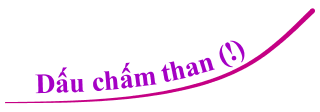 Dấu chấm than (!)